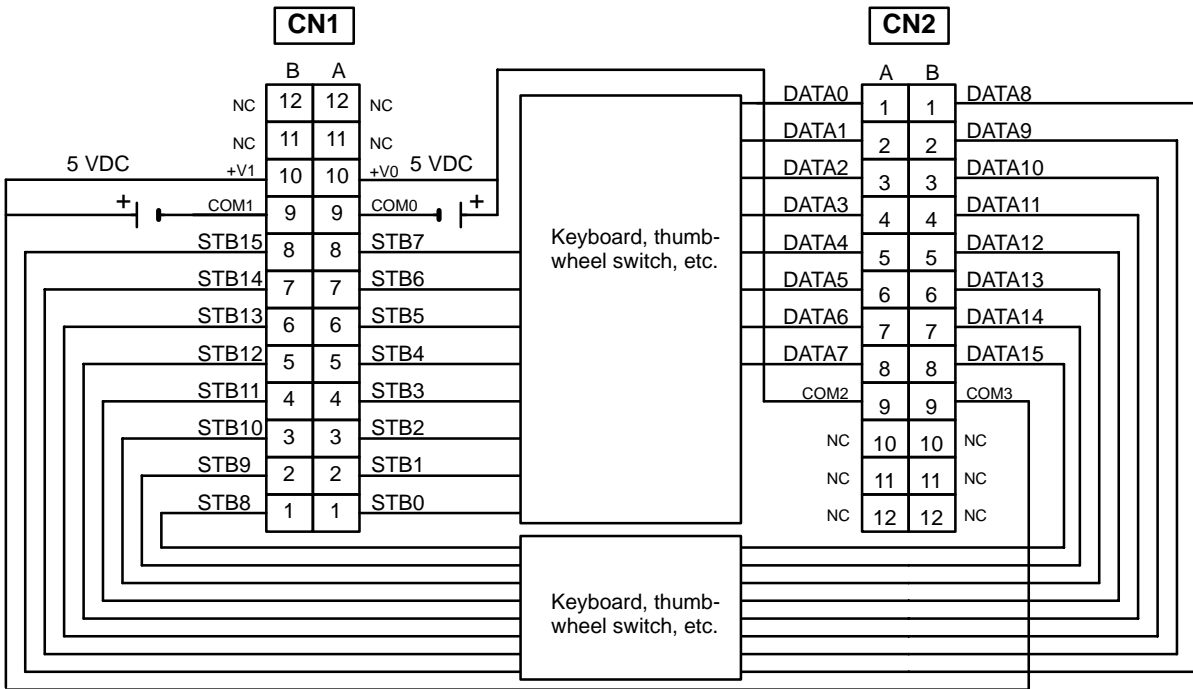 CN1
CN2
B A
A B
NC 12 12 NC
NC 11 11 NC
5 VDC +V1 10 10 +V0 5 VDC
+ COM1 9 9 COM0 +
STB15 8 8 STB7
STB14 7 7 STB6
STB13 6 6 STB5
STB12 5 5 STB4
STB11 4 4 STB3
STB10 3 3 STB2
STB9 2 2 STB1
STB8 1 1 STB0
Keyboard, thumb-
wheel switch, etc.
Keyboard, thumb-
wheel switch, etc.
DATA0 1 1 DATA8
DATA1 2 2 DATA9
DATA2 3 3 DATA10
DATA3 4 4 DATA11
DATA4 5 5 DATA12
DATA5 6 6 DATA13
DATA6 7 7 DATA14
DATA7 8 8 DATA15
COM2 9 9 COM3
NC 10 10 NC
NC 11 11 NC
NC 12 12 NC